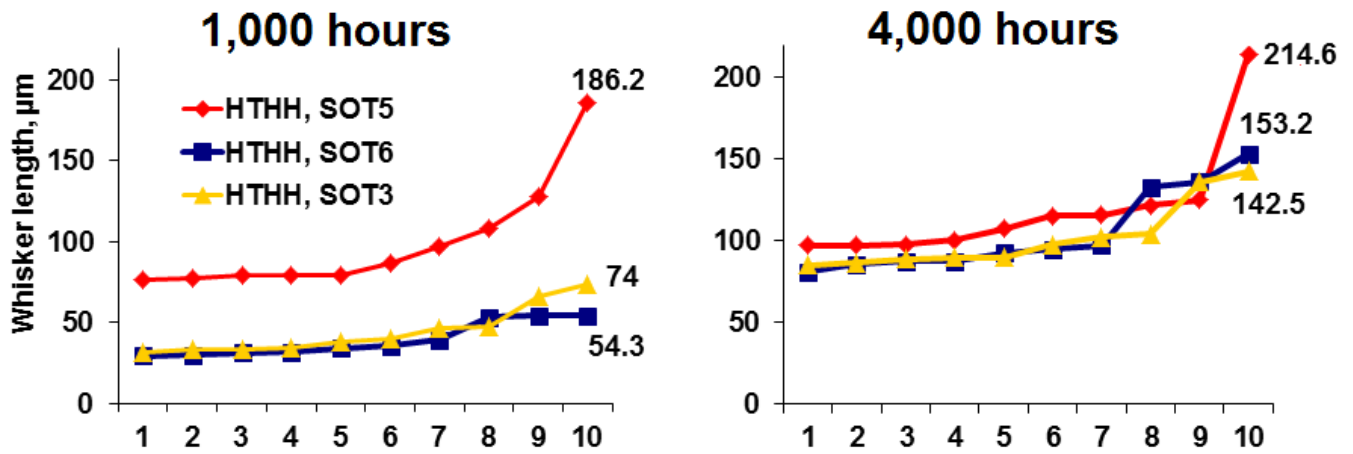 1,000 hours
Whisker length, µm
200
150
100
50
0
HTHH, SOT5
HTHH, SOT6
HTHH, SOT3
186.2
74
54.3
1 2 3 4 5 6 7 8 9 10
4,000 hours
200
150
100
50
0
214.6
153.2
142.5
1 2 3 4 5 6 7 8 9 10